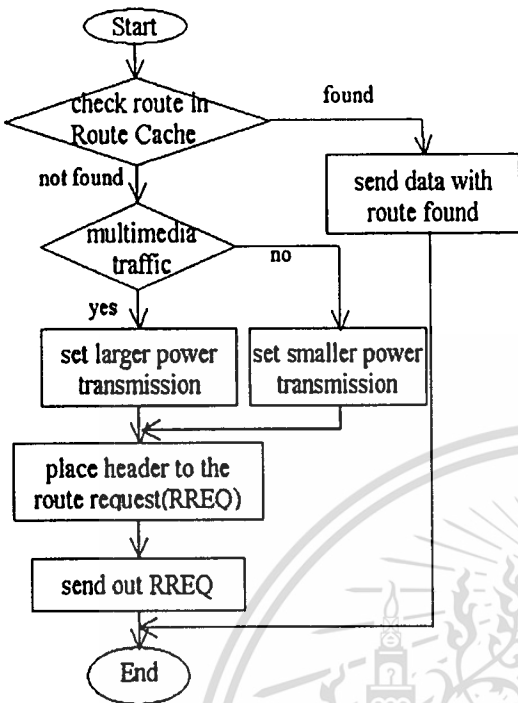 Start
check route in
Route Cache
found
not found
send data with
route found
multimedia
traffic
no
yes
set larger power
transmission
set smaller power
transmission
place header to the
route request(RREQ)
send out RREQ
End